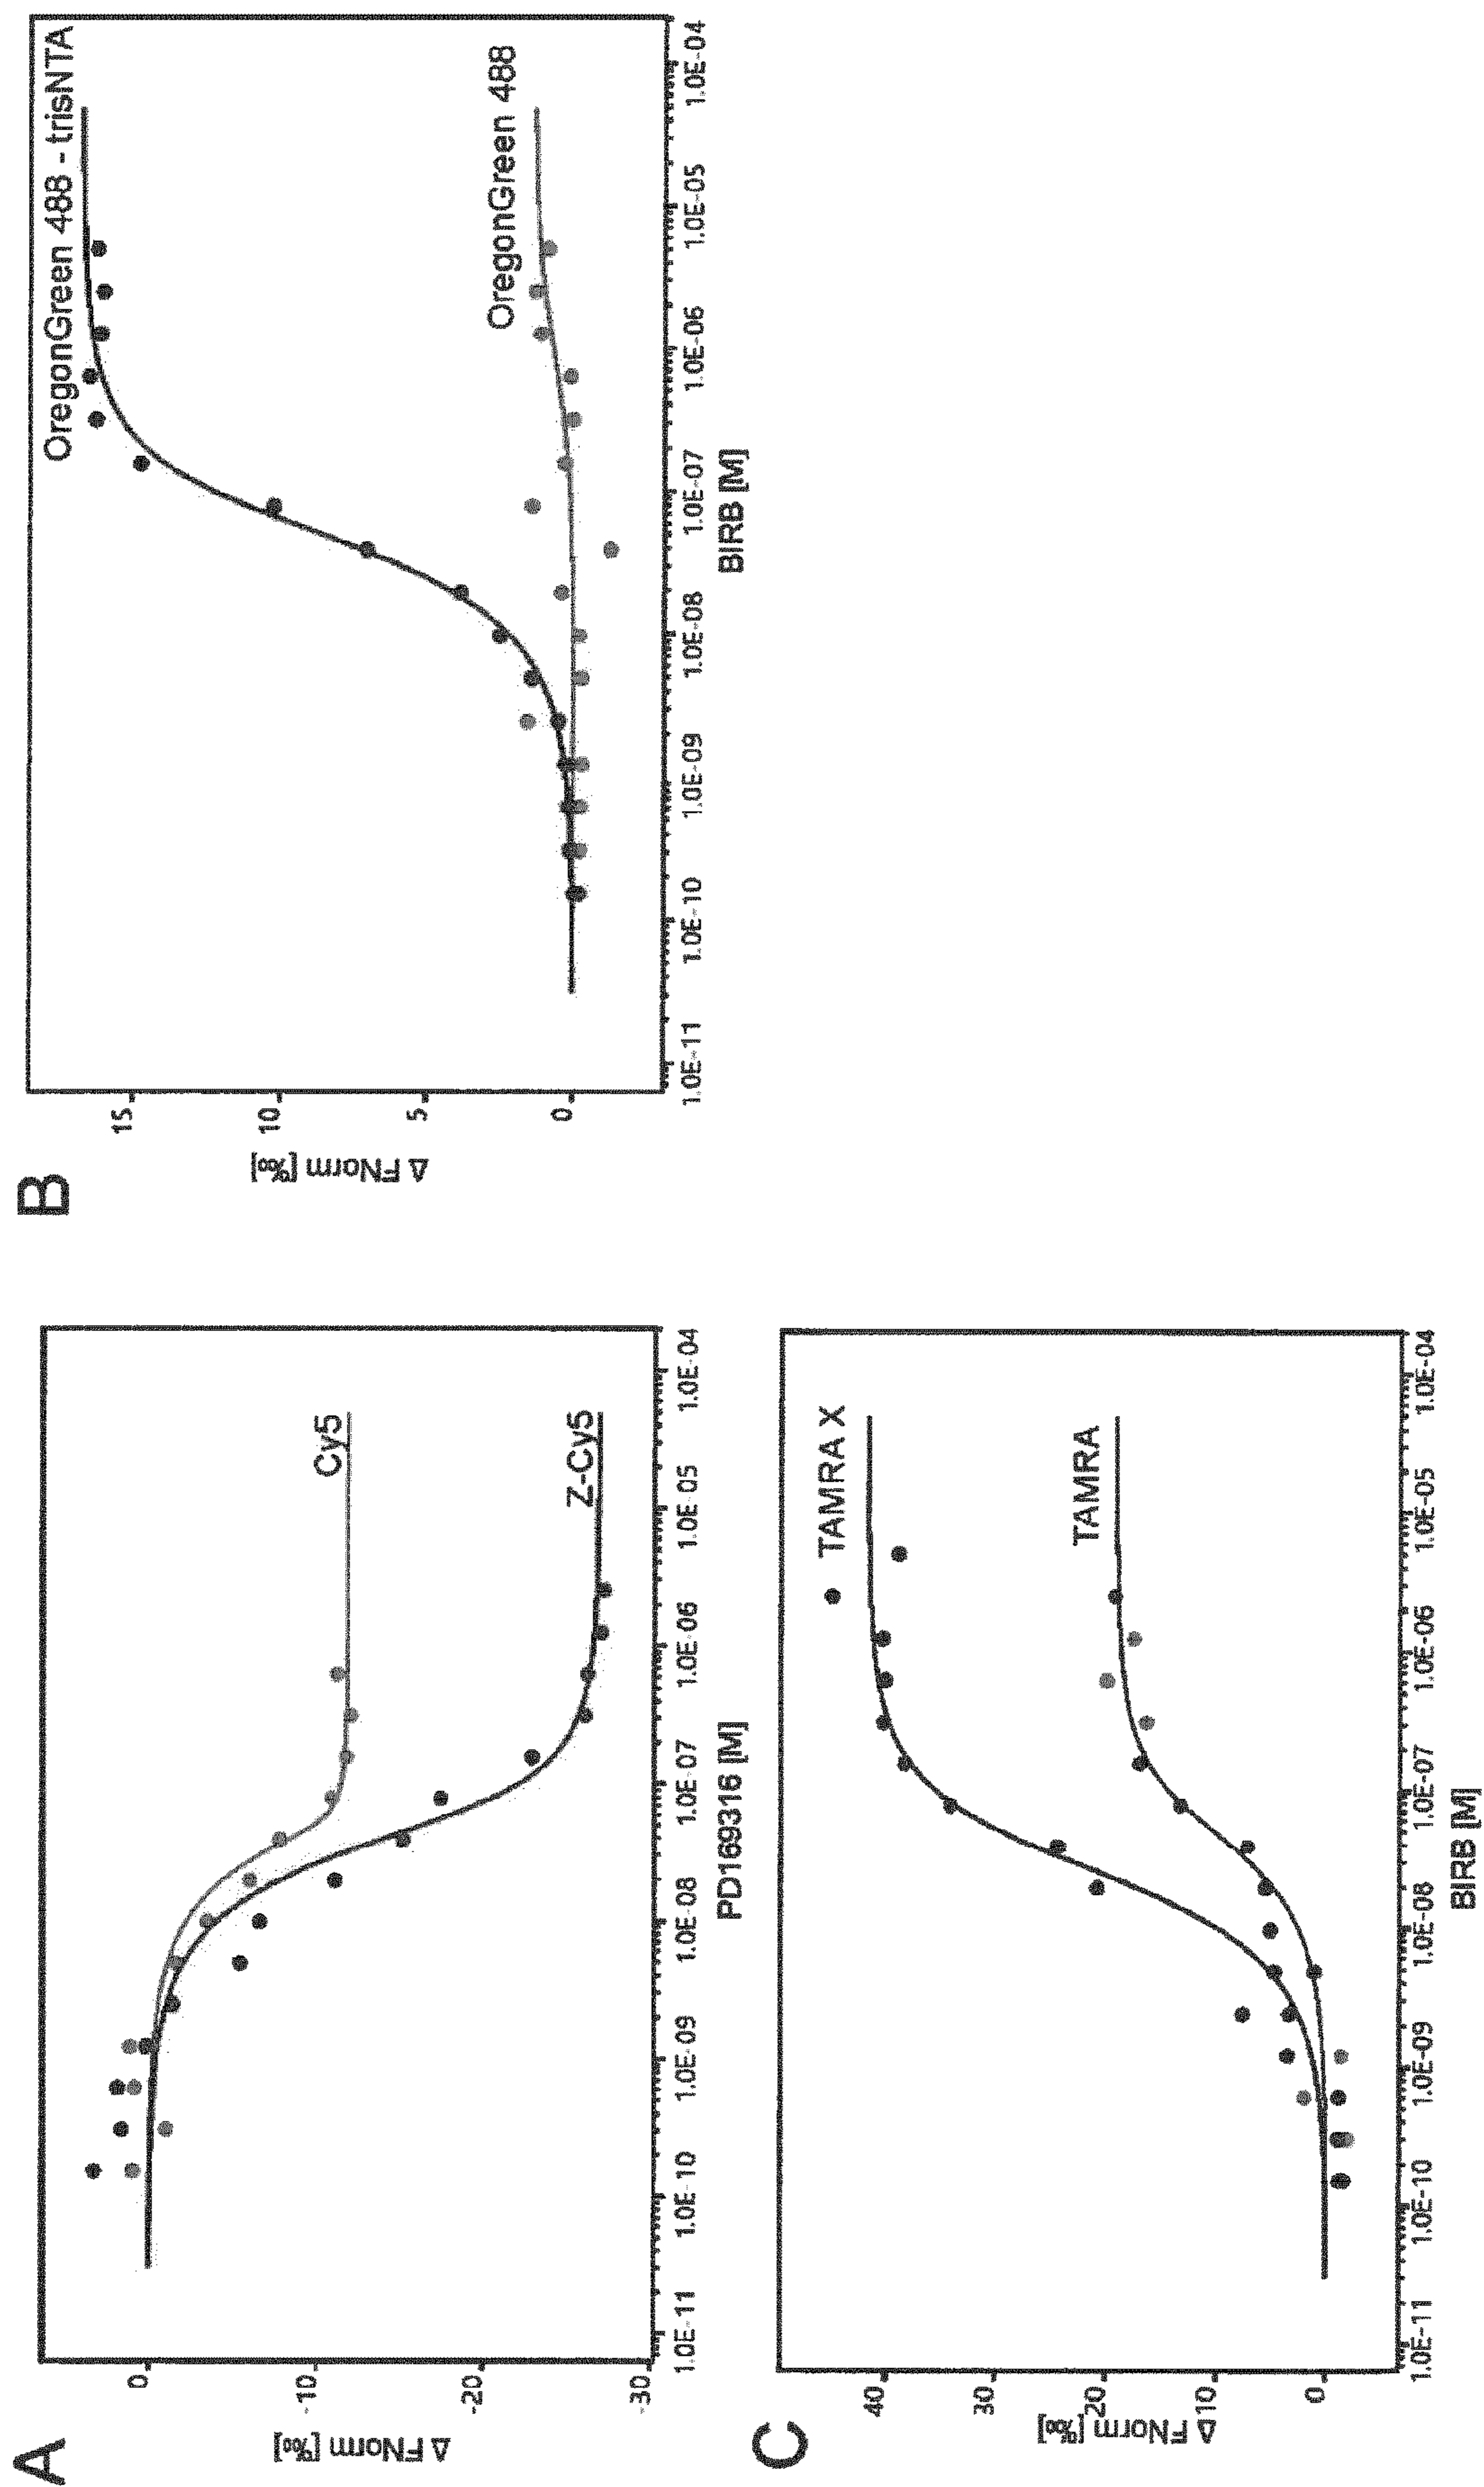 A
Δ FNorm [‰]
0
-10
-20
-30
Cy5
Z-Cy5
1.0E-11
1.0E-10
1.0E-09
1.0E-08
1.0E-07
1.0E-06
1.0E-05
1.0E-04
PD169316 [M]
B
Δ FNorm [‰]
15
10
5
0
OregonGreen 488 - trisNTA
OregonGreen 488
1.0E-11
1.0E-10
1.0E-09
1.0E-08
1.0E-07
1.0E-06
1.0E-05
1.0E-04
BIRB [M]
C
Δ FNorm [‰]
40
30
20
10
0
TAMRA X
TAMRA
1.0E-11
1.0E-10
1.0E-09
1.0E-08
1.0E-07
1.0E-06
1.0E-05
1.0E-04
BIRB [M]